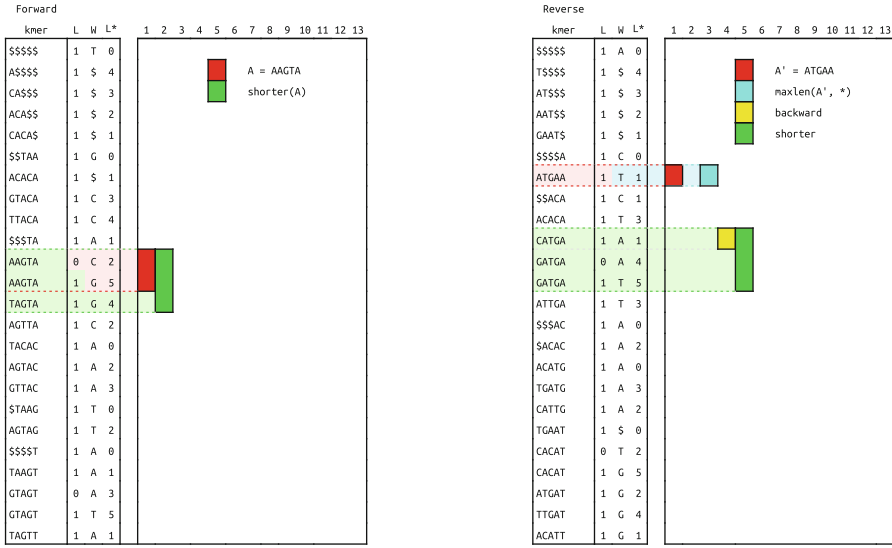 Forward
kmer L W L* 1 2 3 4 5 6 7 8 9 10 11 12 13
$$$$$ 1 T 0
A$$$$ 1 $ 4 A = AAGTA
CA$$$ 1 $ 3 shorter(A)
ACA$$ 1 $ 2
CACA$ 1 $ 1
$$TAA 1 G 0
ACACA 1 $ 1
GTACA 1 C 3
TTACA 1 C 4
$$$TA 1 A 1
AAGTA 0 C 2
AAGTA 1 G 5
TAGTA 1 G 4
AGTTA 1 C 2
TACAC 1 A 0
AGTAC 1 A 2
GTTAC 1 A 3
$TAAG 1 T 0
AGTAG 1 T 2
$$$$T 1 A 0
TAAGT 1 A 1
GTAGT 0 A 3
GTAGT 1 T 5
TAGTT 1 A 1
Reverse
kmer L W L* 1 2 3 4 5 6 7 8 9 10 11 12 13
$$$$$ 1 A 0
T$$$$ 1 $ 4 A' = ATGAA
AT$$$ 1 $ 3 maxlen(A', *)
AAT$$ 1 $ 2 backward
GAAT$ 1 $ 1 shorter
$$$$A 1 C 0
ATGAA 1 T 1
$$ACA 1 C 1
ACACA 1 T 3
CATGA 1 A 1
GATGA 0 A 4
GATGA 1 T 5
ATTGA 1 T 3
$$$AC 1 A 0
$ACAC 1 A 2
ACATG 1 A 0
TGATG 1 A 3
CATTG 1 A 2
TGAAT 1 $ 0
CACAT 0 T 2
CACAT 1 G 5
ATGAT 1 G 2
TTGAT 1 G 4
ACATT 1 G 1